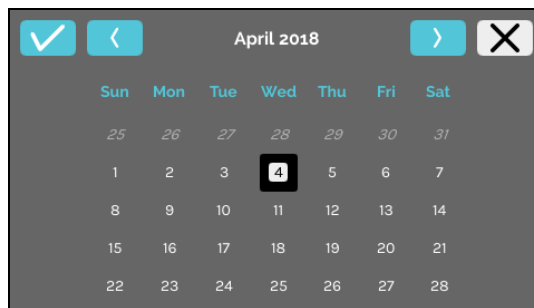 April 2018
Sun Mon Tue Wed Thu Fri Sat
25 26 27 28 29 30 31
1 2 3 4 5 6 7
8 9 10 11 12 13 14
15 16 17 18 19 20 21
22 23 24 25 26 27 28